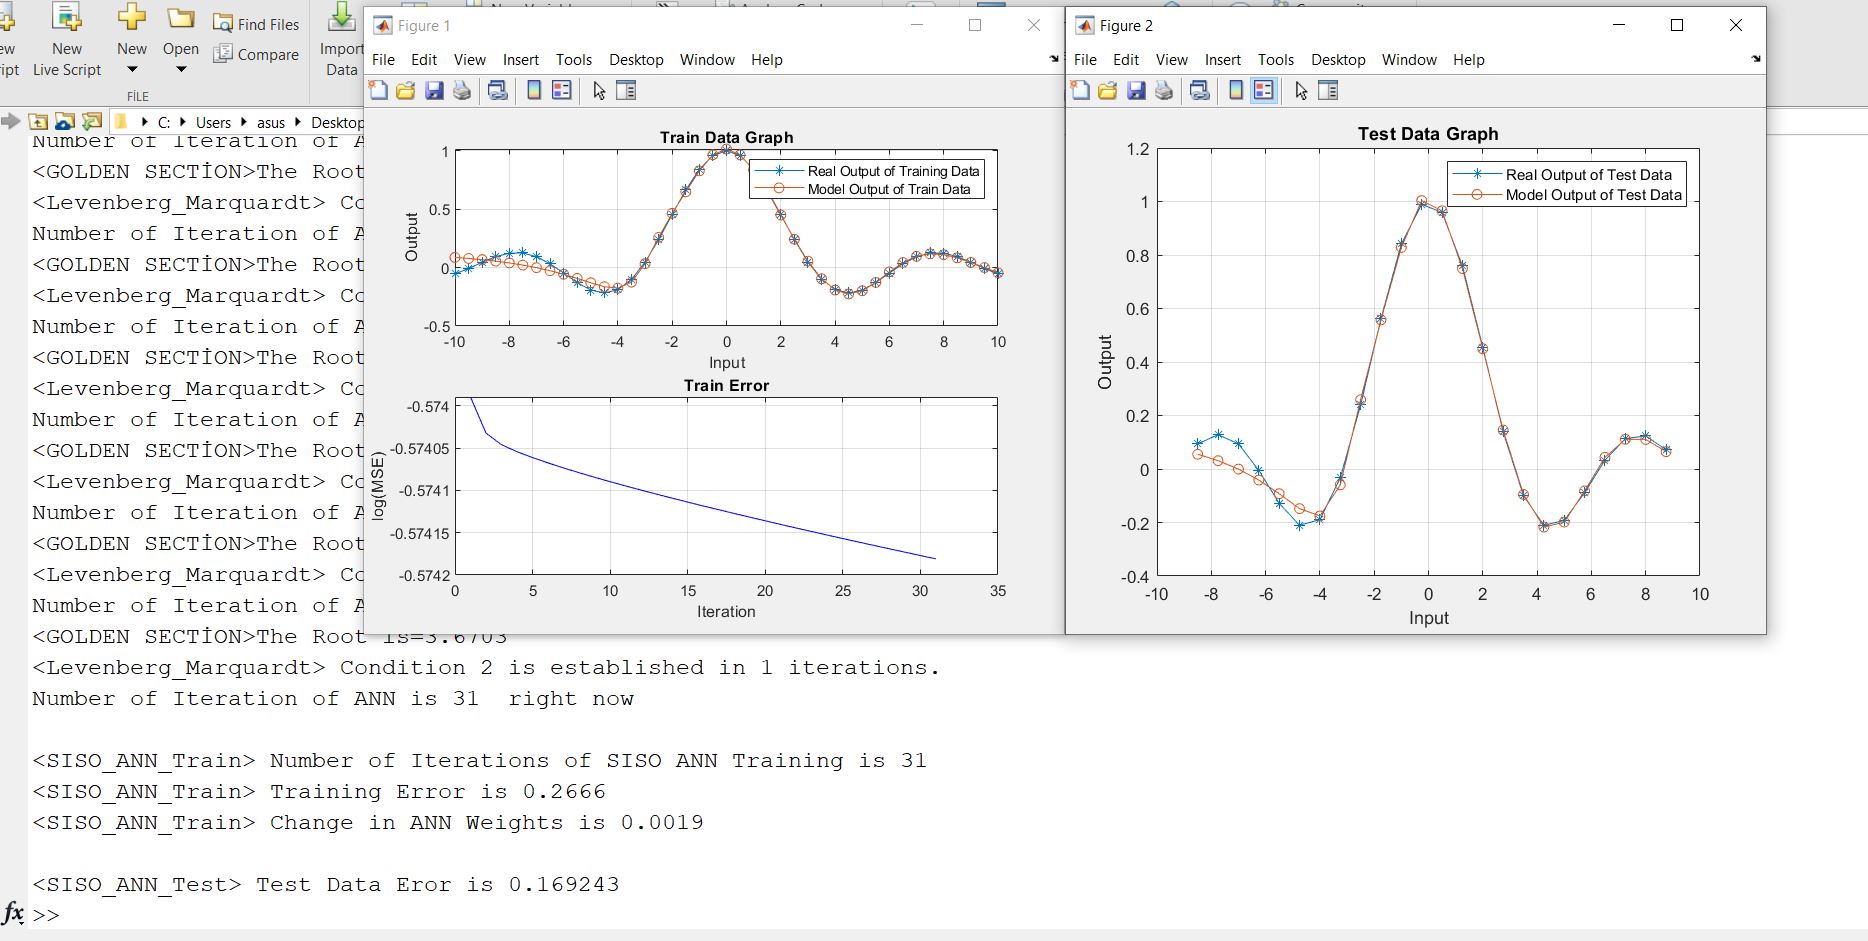 New
Live Script
New
Open
Find Files
Compare
Import
Data
FİLE
C: Users asus Desktop
Number of Iteration of A
<GOLDEN SECTİON>The Root
<Levenberg_Marquardt> Co
Number of Iteration of A
<GOLDEN SECTİON>The Root
<Levenberg_Marquardt> Co
Number of Iteration of A
<GOLDEN SECTİON>The Root
<Levenberg_Marquardt> Co
Number of Iteration of A
<GOLDEN SECTİON>The Root
<Levenberg_Marquardt> Co
Number of Iteration of A
<GOLDEN SECTİON>The Root
<Levenberg_Marquardt> Co
Number of Iteration of A
<GOLDEN SECTİON>The Root is=3.6703
<Levenberg_Marquardt> Condition 2 is established in 1 iterations.
Number of Iteration of ANN is 31 right now
<SISO_ANN_Train> Number of Iterations of SISO ANN Training is 31
<SISO_ANN_Train> Training Error is 0.2666
<SISO_ANN_Train> Change in ANN Weights is 0.0019
<SISO_ANN_Test> Test Data Eror is 0.169243
fx >>
Figure 1
File Edit View Insert Tools Desktop Window Help
Train Data Graph
Real Output of Training Data
Model Output of Train Data
Output
1
0.5
0
-0.5
-10 -8 -6 -4 -2 0 2 4 6 8 10
Input
Train Error
log(MSE)
-0.574
-0.57405
-0.5741
-0.57415
-0.5742
0 5 10 15 20 25 30 35
Iteration
Figure 2
File Edit View Insert Tools Desktop Window Help
Test Data Graph
Real Output of Test Data
Model Output of Test Data
Output
1.2
1
0.8
0.6
0.4
0.2
0
-0.2
-0.4
-10 -8 -6 -4 -2 0 2 4 6 8 10
Input